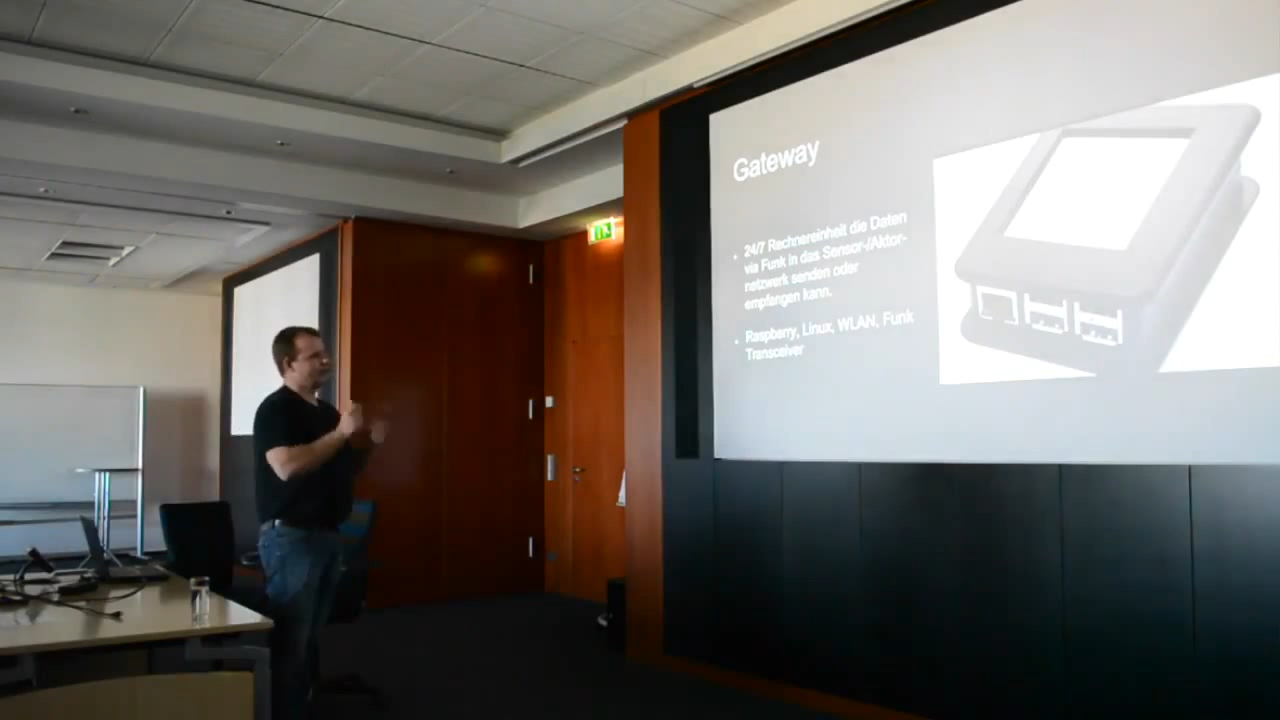 Gateway
24/7 Rechnereinheit die Daten
via Funk in das Sensor-/Aktor-
netzwerk senden oder
empfangen kann.
Raspberry, Linux, WLAN, Funk
Transceiver